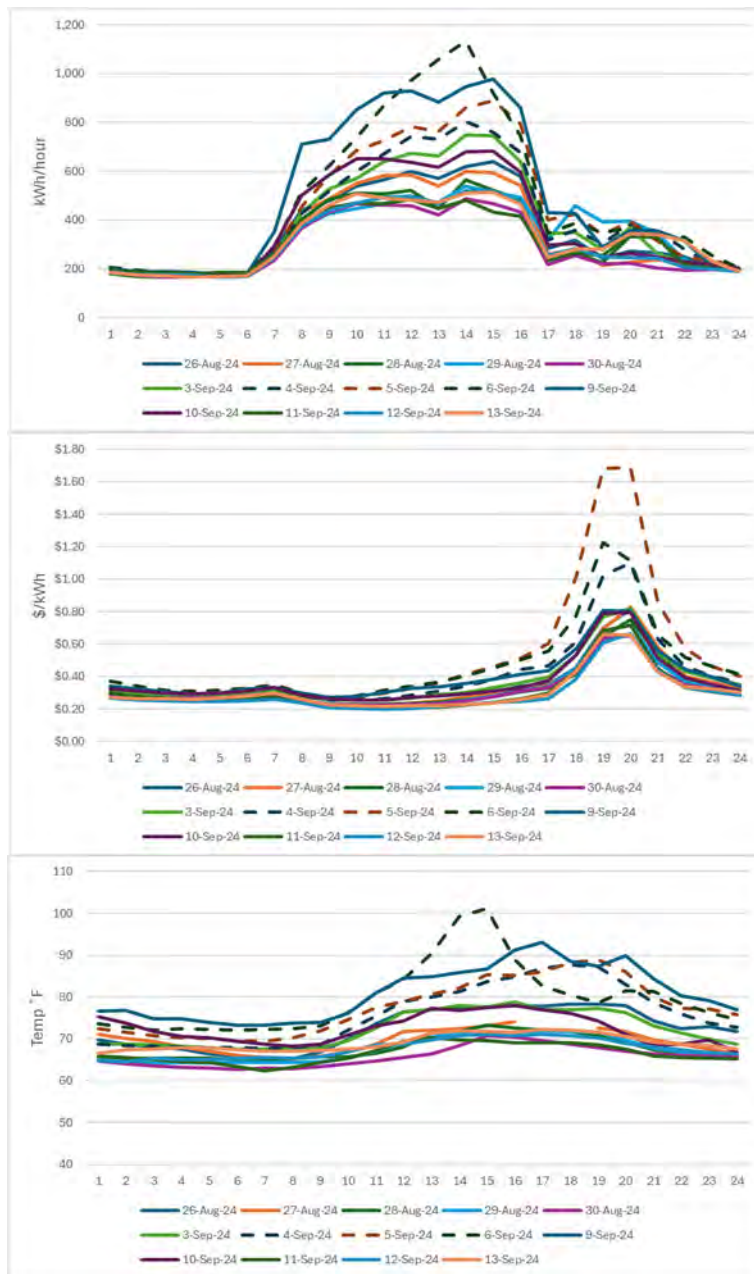 1,200
1,000
800
600
400
200
0
kWh/hour
1 2 3 4 5 6 7 8 9 10 11 12 13 14 15 16 17 18 19 20 21 22 23 24
26-Aug-24 27-Aug-24 28-Aug-24 29-Aug-24 30-Aug-24
3-Sep-24 4-Sep-24 5-Sep-24 6-Sep-24 9-Sep-24
10-Sep-24 11-Sep-24 12-Sep-24 13-Sep-24
$1.80
$1.60
$1.40
$1.20
$1.00
$0.80
$0.60
$0.40
$0.20
$0.00
$/kWh
1 2 3 4 5 6 7 8 9 10 11 12 13 14 15 16 17 18 19 20 21 22 23 24
26-Aug-24 27-Aug-24 28-Aug-24 29-Aug-24 30-Aug-24
3-Sep-24 4-Sep-24 5-Sep-24 6-Sep-24 9-Sep-24
10-Sep-24 11-Sep-24 12-Sep-24 13-Sep-24
110
100
90
80
70
60
50
40
Temp °F
1 2 3 4 5 6 7 8 9 10 11 12 13 14 15 16 17 18 19 20 21 22 23 24
26-Aug-24 27-Aug-24 28-Aug-24 29-Aug-24 30-Aug-24
3-Sep-24 4-Sep-24 5-Sep-24 6-Sep-24 9-Sep-24
10-Sep-24 11-Sep-24 12-Sep-24 13-Sep-24